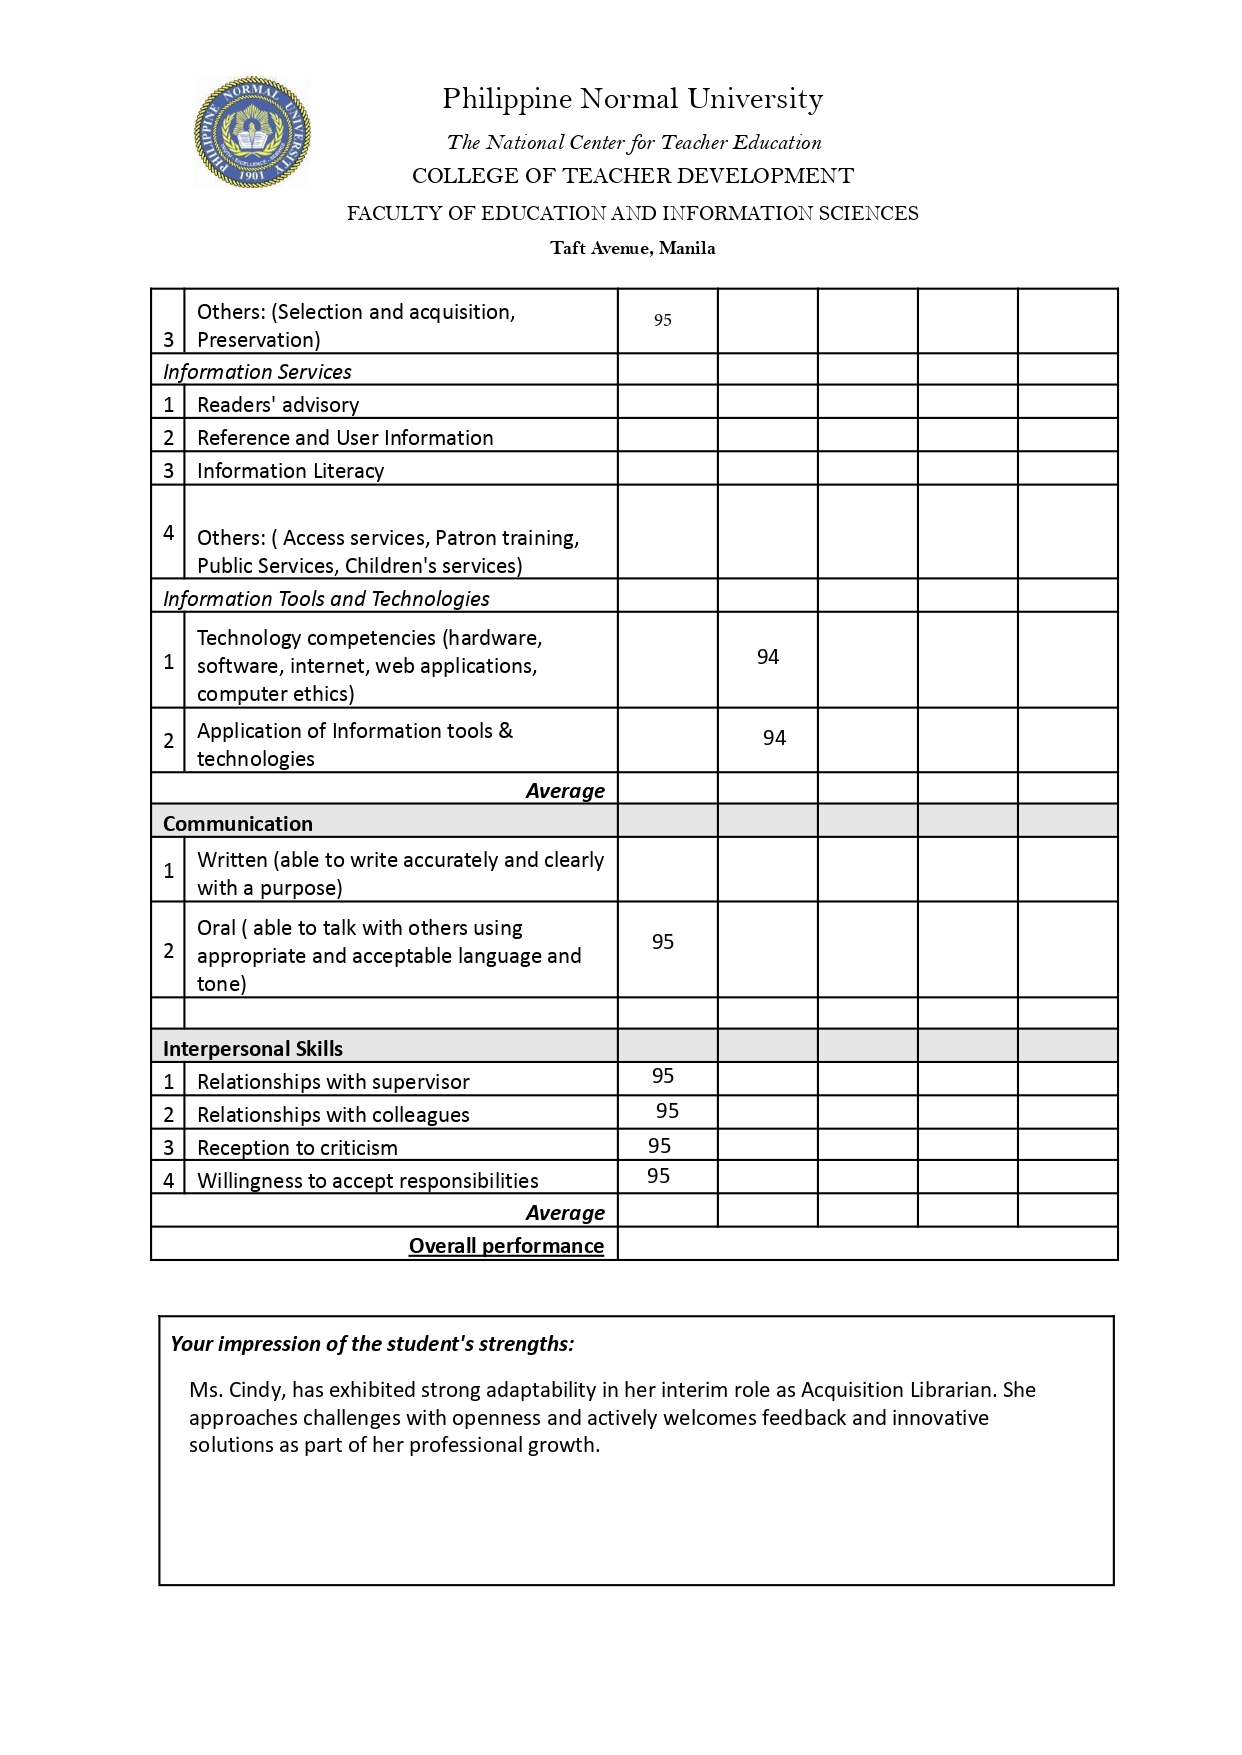 PHILIPPINE NORMAL UNIVERSITY
1901
Philippine Normal University
The National Center for Teacher Education
COLLEGE OF TEACHER DEVELOPMENT
FACULTY OF EDUCATION AND INFORMATION SCIENCES
Taft Avenue, Manila
Others: (Selection and acquisition,
3 Preservation) 95
Information Services
1 Readers' advisory
2 Reference and User Information
3 Information Literacy
4 Others: ( Access services, Patron training,
Public Services, Children's services)
Information Tools and Technologies
Technology competencies (hardware,
1 software, internet, web applications, 94
computer ethics)
2 Application of Information tools & 94
technologies
Average
Communication
1 Written (able to write accurately and clearly
with a purpose)
Oral ( able to talk with others using
2 appropriate and acceptable language and 95
tone)
Interpersonal Skills
1 Relationships with supervisor 95
2 Relationships with colleagues 95
3 Reception to criticism 95
4 Willingness to accept responsibilities 95
Average
Overall performance
Your impression of the student's strengths:
Ms. Cindy, has exhibited strong adaptability in her interim role as Acquisition Librarian. She
approaches challenges with openness and actively welcomes feedback and innovative
solutions as part of her professional growth.